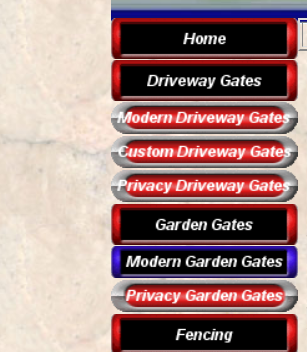 Home
Driveway Gates
Modern Driveway Gates
Custom Driveway Gates
Privacy Driveway Gates
Garden Gates
Modern Garden Gates
Privacy Garden Gates
Fencing